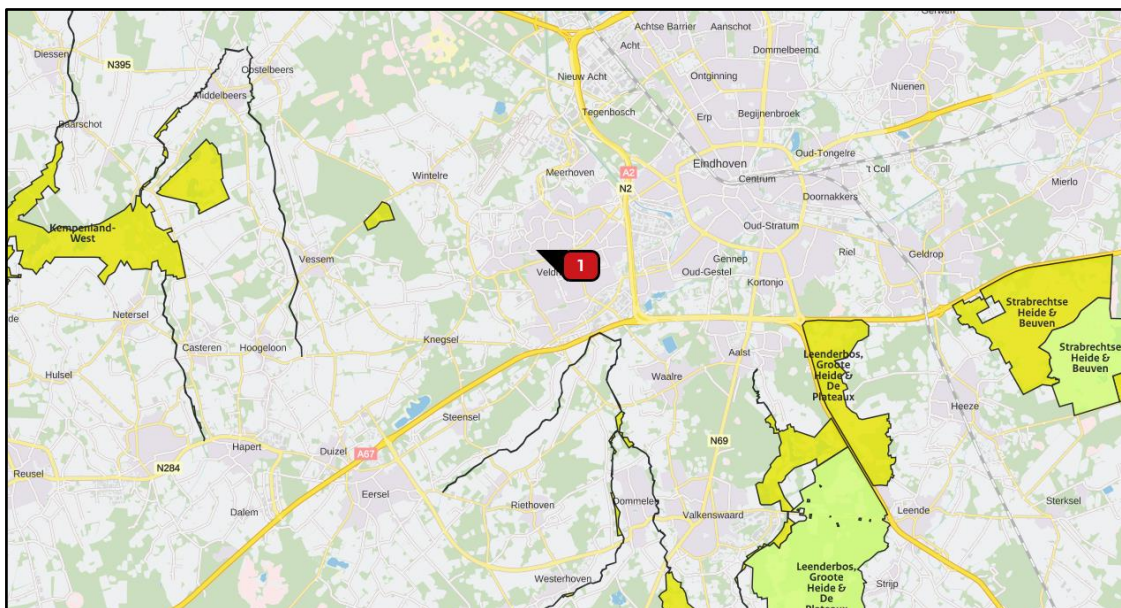 Gerwen
Achtse Barrier
Aanschot
Acht
Dommelbeemd
Diessen
N395
Oostelbeers
Nieuw Acht
Ontginning
Nuenen
Middelbeers
Tegenbosch
Erp
Begijnenbroek
Baarschot
Oud-Tongelre
Eindhoven
't Coll
Wintelre
Meerhoven
A2
N2
Centrum
Mierlo
Doornakkers
Kempenland-
West
Oud-Stratum
Riel
Geldrop
Vessem
Veldh
1
Gennep
Oud-Gestel
Kortonjo
Netersel
Strabrechtse
Heide &
Beuven
Casteren
Hoogeloon
Knegsel
Aalst
Leenderbos,
Groote
Heide &
De
Plateaux
Strabrechtse
Heide &
Beuven
Hulsel
Waalre
Heeze
Steensel
N69
Hapert
Duizel
A67
Reusel
N284
Eersel
Riethoven
Dommelen
Sterksel
Dalem
Valkenswaard
Leende
Leenderbos,
Groote
Heide &
De
Plateaux
Westerhoven
Strijp